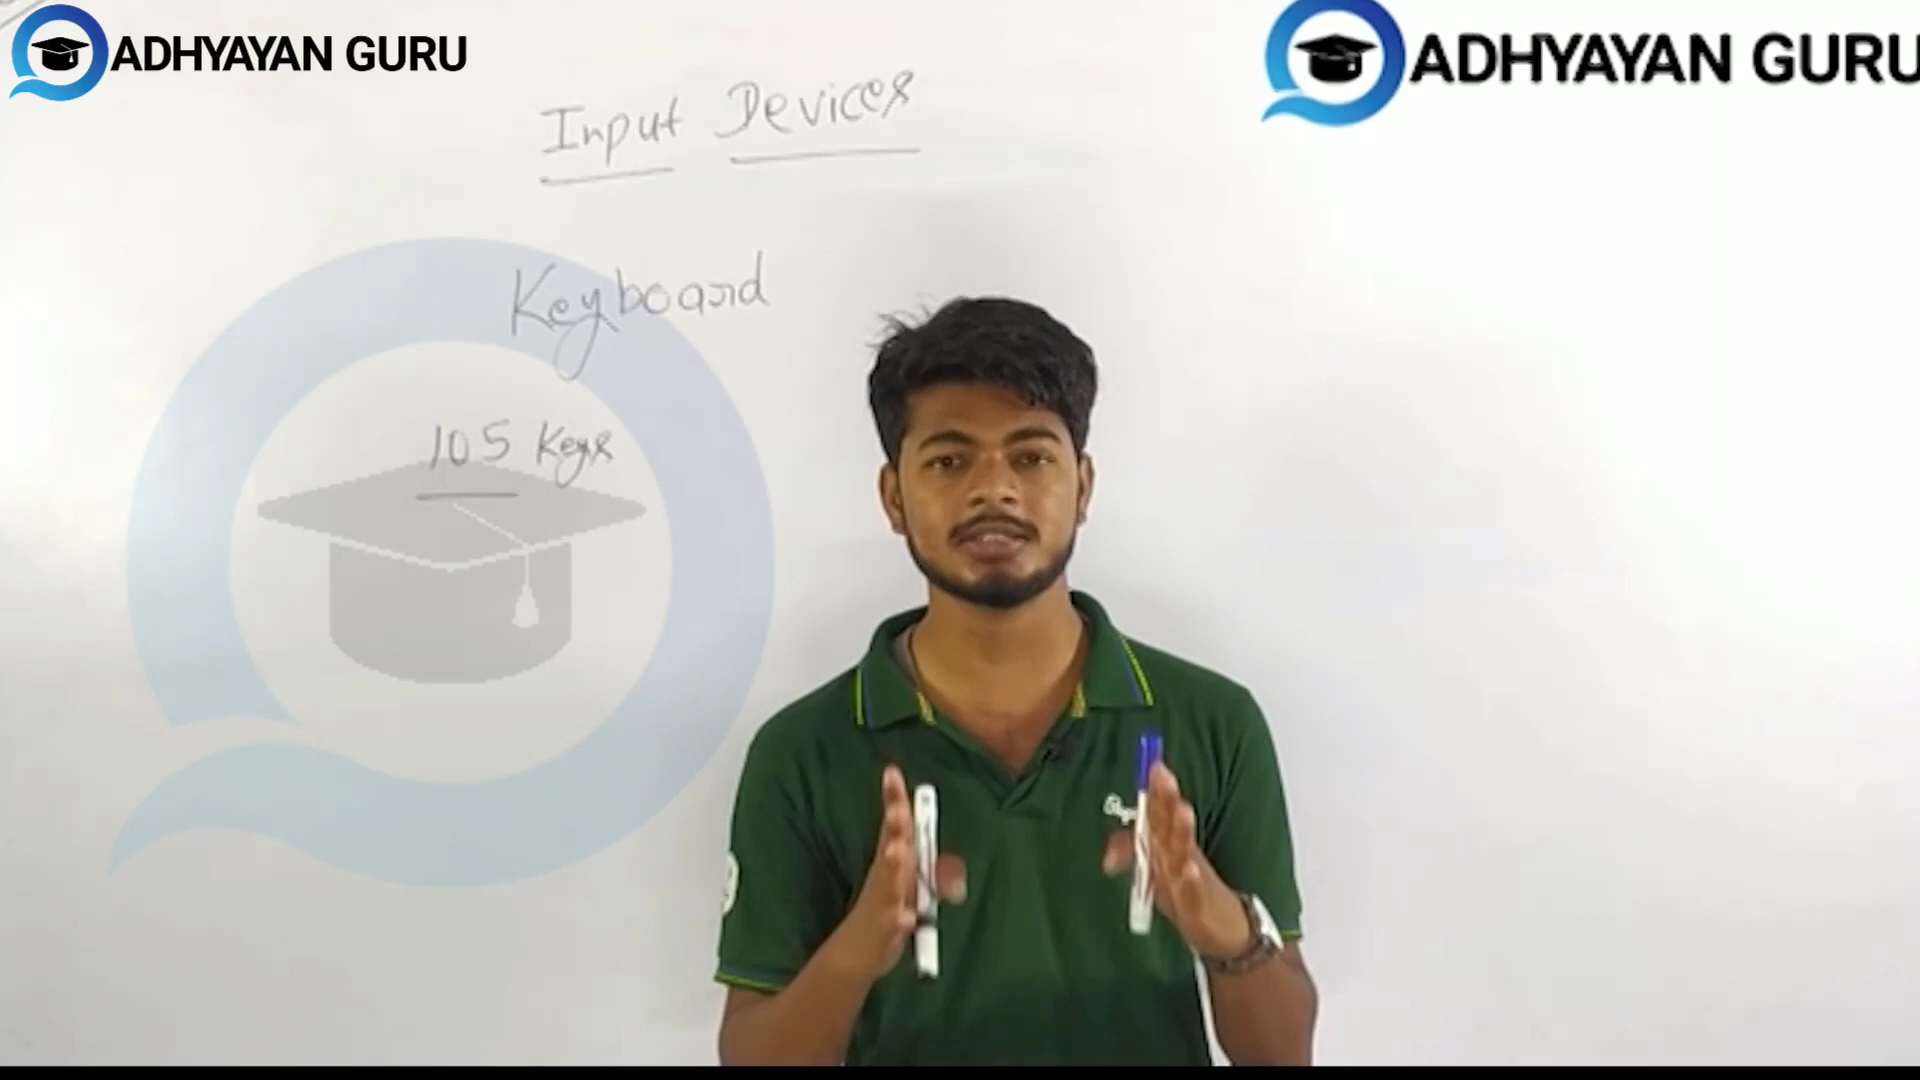 ADHYAYAN GURU
ADHYAYAN GURU
Input Devices
Keyboard
105 Keys